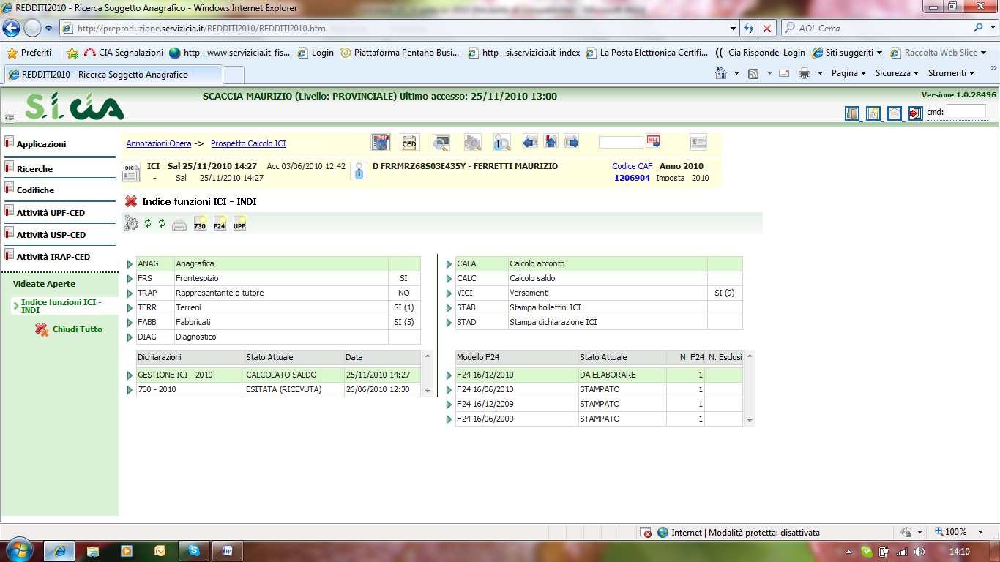 REDDITI2010 - Ricerca Soggetto Anagrafico - Windows Internet Explorer
http://preproduzione.servizicia.it/REDDITI2010/REDDITI2010.htm
AOL Cerca
Preferiti CIA Segnalazioni http--www.servizicia.it-fis... Login Piattaforma Pentaho Busi... http--si.servizicia.it-index La Posta Elettronica Certifi... Cia Risponde Login Siti suggeriti Raccolta Web Slice
REDDITI2010 - Ricerca Soggetto Anagrafico
Pagina Sicurezza Strumenti
S.i. CIA
SCACCIA MAURIZIO (Livello: PROVINCIALE) Ultimo accesso: 25/11/2010 13:00
Versione 1.0.28496
cmd:
Applicazioni
Ricerche
Codifiche
Attività UPF-CED
Attività USP-CED
Attività IRAP-CED
Videate Aperte
Indice funzioni ICI -
INDI
Chiudi Tutto
Annotazioni Opera -> Prospetto Calcolo ICI
PDF CED SELE
DIC ICI Sal 25/11/2010 14:27 Acc 03/06/2010 12:42 D FRRMRZ68S03E435Y - FERRETTI MAURIZIO Codice CAF Anno 2010
- Sal 25/11/2010 14:27 1206904 Imposta 2010
Indice funzioni ICI - INDI
730 F24 UPF
ANAG Anagrafica
FRS Frontespizio SI
TRAP Rappresentante o tutore NO
TERR Terreni SI (1)
FABB Fabbricati SI (5)
DIAG Diagnostico
CALA Calcolo acconto
CALC Calcolo saldo
VICI Versamenti SI (9)
STAB Stampa bollettini ICI
STAD Stampa dichiarazione ICI
Dichiarazioni Stato Attuale Data
GESTIONE ICI - 2010 CALCOLATO SALDO 25/11/2010 14:27
730 - 2010 ESITATA (RICEVUTA) 26/06/2010 12:30
Modello F24 Stato Attuale N. F24 N. Esclusi
F24 16/12/2010 DA ELABORARE 1
F24 16/06/2010 STAMPATO 1
F24 16/12/2009 STAMPATO 1
F24 16/06/2009 STAMPATO 1
Internet | Modalità protetta: disattivata
100%
14:10